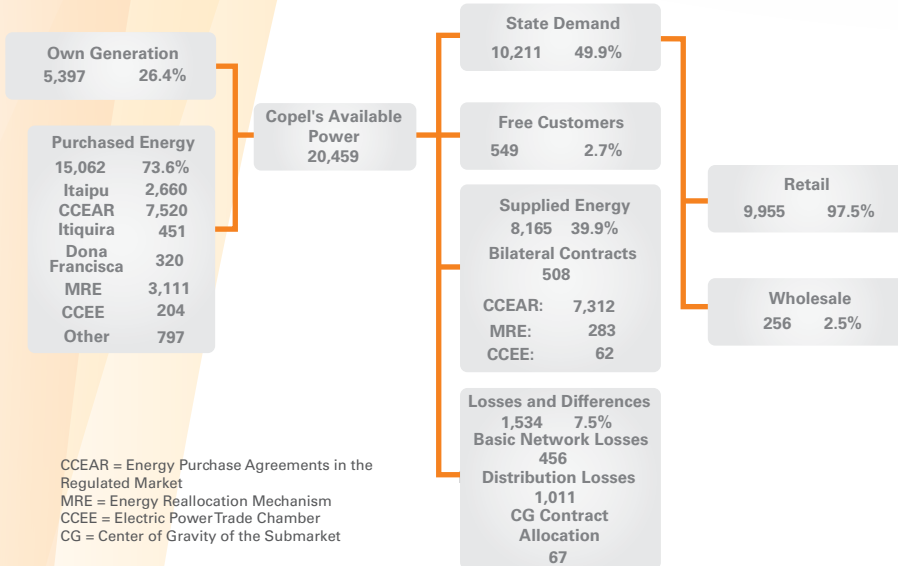 Own Generation
5,397 26.4%
Purchased Energy
15,062 73.6%
Itaipu 2,660
CCEAR 7,520
Itiquira 451
Dona
Francisca 320
MRE 3,111
CCEE 204
Other 797
Copel's Available
Power
20,459
State Demand
10,211 49.9%
Free Customers
549 2.7%
Supplied Energy
8,165 39.9%
Bilateral Contracts
508
CCEAR: 7,312
MRE: 283
CCEE: 62
Losses and Differences
1,534 7.5%
Basic Network Losses
456
Distribution Losses
1,011
CG Contract
Allocation
67
Retail
9,955 97.5%
Wholesale
256 2.5%
CCEAR = Energy Purchase Agreements in the
Regulated Market
MRE = Energy Reallocation Mechanism
CCEE = Electric Power Trade Chamber
CG = Center of Gravity of the Submarket